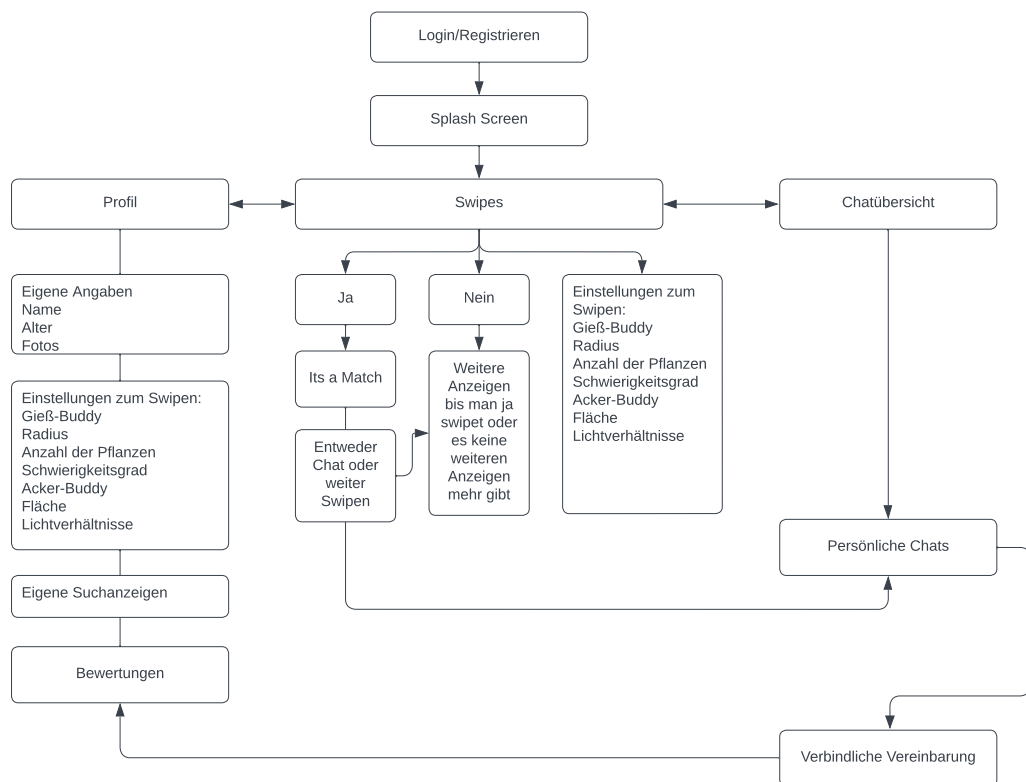 Login/Registrieren
Splash Screen
Profil
Swipes
Chatübersicht
Eigene Angaben
Name
Alter
Fotos
Ja
Nein
Einstellungen zum
Swipen:
Gieß-Buddy
Radius
Anzahl der Pflanzen
Schwierigkeitsgrad
Acker-Buddy
Fläche
Lichtverhältnisse
Its a Match
Weitere
Anzeigen
bis man ja
swipet oder
es keine
weiteren
Anzeigen
mehr gibt
Einstellungen zum Swipen:
Gieß-Buddy
Radius
Anzahl der Pflanzen
Schwierigkeitsgrad
Acker-Buddy
Fläche
Lichtverhältnisse
Entweder
Chat oder
weiter
Swipen
Persönliche Chats
Eigene Suchanzeigen
Bewertungen
Verbindliche Vereinbarung